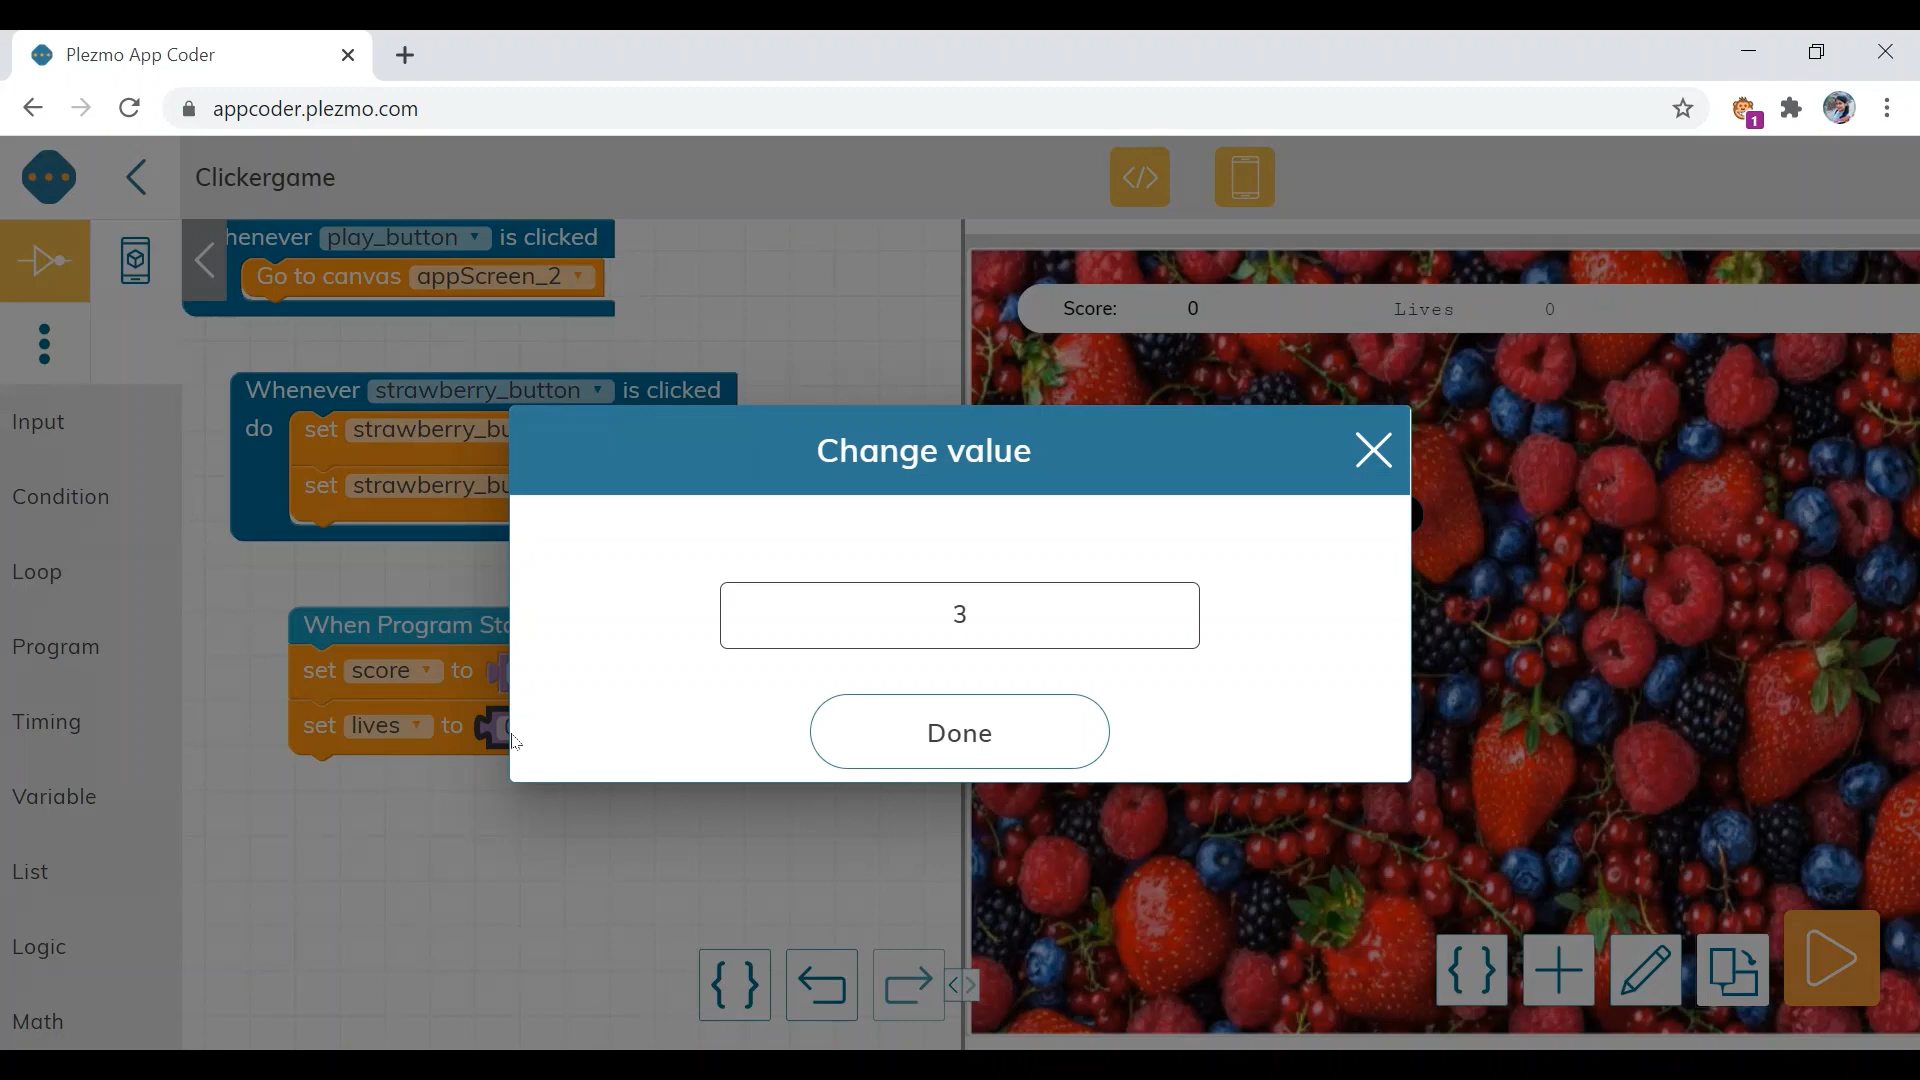 Plezmo App Coder
appcoder.plezmo.com
1
Clickergame
henever play_button is clicked
Go to canvas appScreen_2
Whenever strawberry_button is clicked
do set strawberry_bu
set strawberry_bu
When Program Sta
set score to
set lives to
Input
Condition
Loop
Program
Timing
Variable
List
Logic
Math
Change value
3
Done
Score: 0 Lives 0